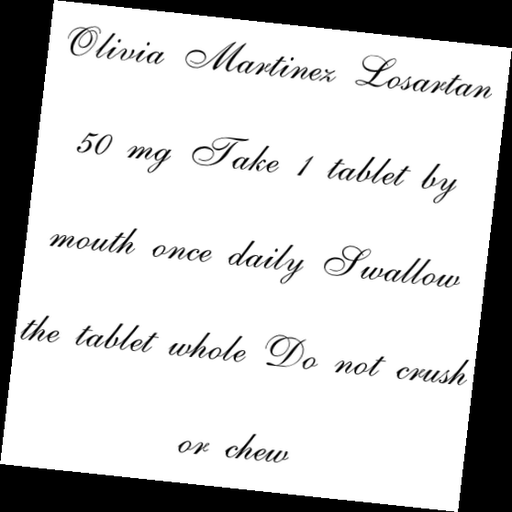 Olivia Martinez Losartan
50 mg Take 1 tablet by
mouth once daily Swallow
the tablet whole Do not crush
or chew